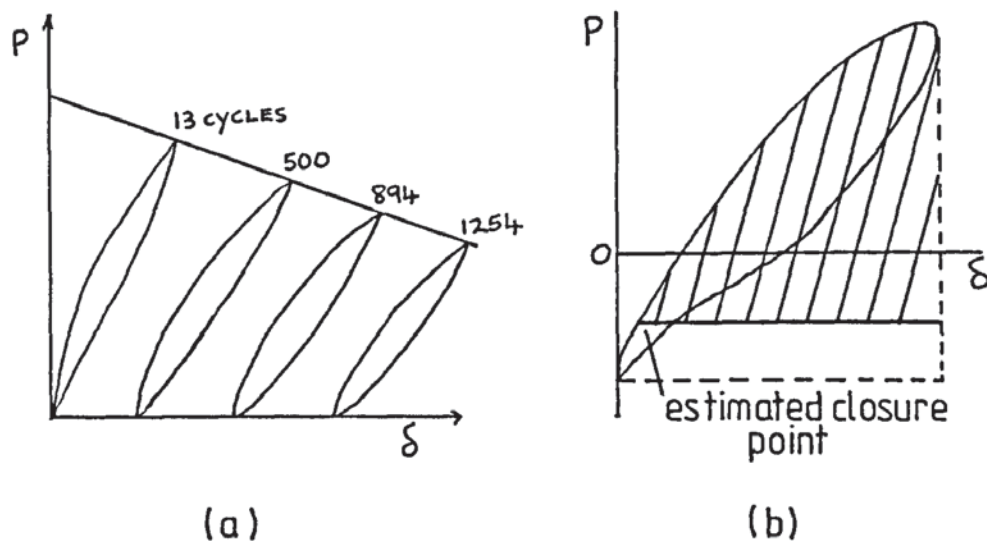 P
13 CYCLES
500
894
1254
δ
(a)
P
O
δ
estimated closure
point
(b)